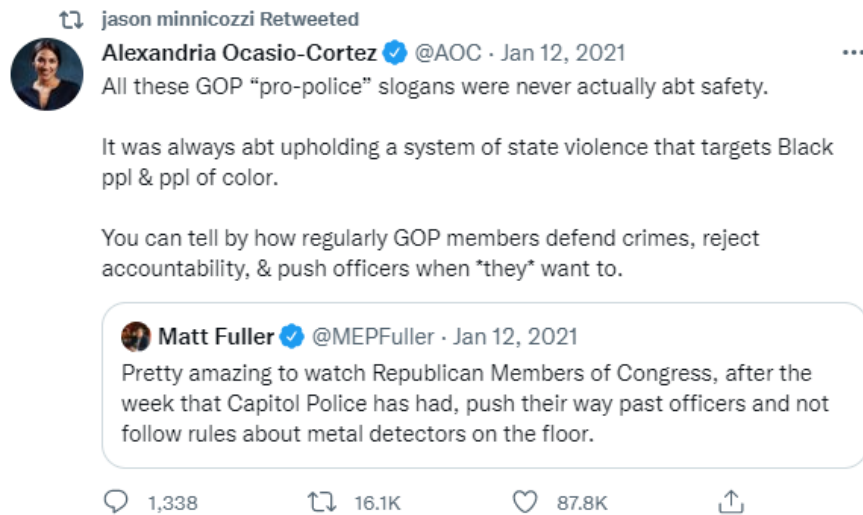 jason minnicozzi Retweeted
Alexandria Ocasio-Cortez @AOC · Jan 12, 2021
All these GOP “pro-police” slogans were never actually abt safety.
It was always abt upholding a system of state violence that targets Black
ppl & ppl of color.
You can tell by how regularly GOP members defend crimes, reject
accountability, & push officers when *they* want to.
Matt Fuller @MEPFuller · Jan 12, 2021
Pretty amazing to watch Republican Members of Congress, after the
week that Capitol Police has had, push their way past officers and not
follow rules about metal detectors on the floor.
1,338 16.1K 87.8K